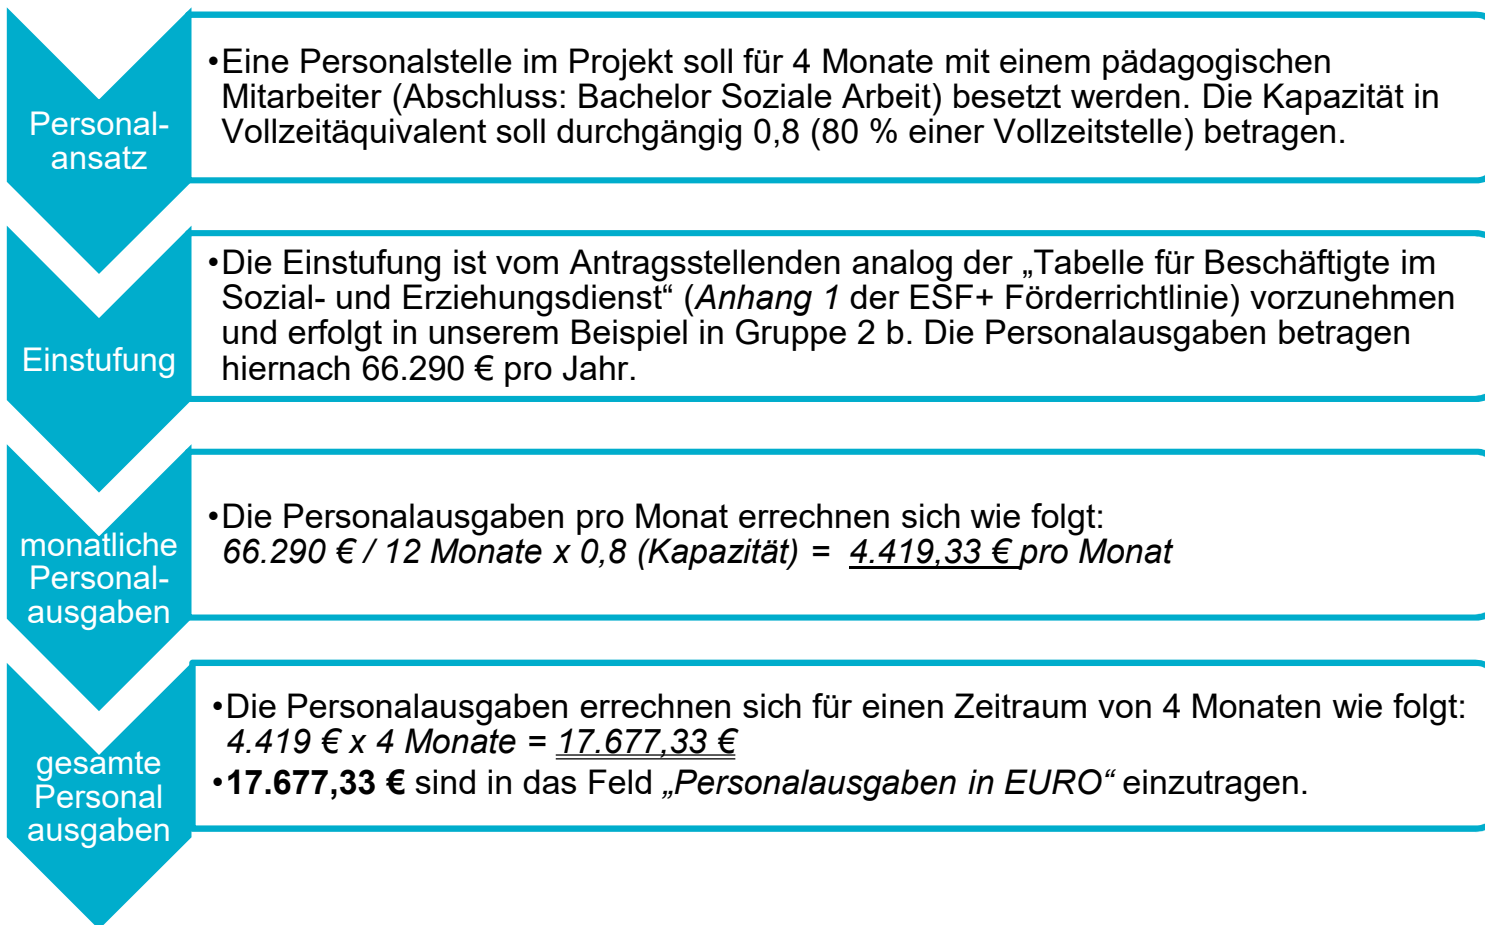 Personal-
ansatz
•Eine Personalstelle im Projekt soll für 4 Monate mit einem pädagogischen
Mitarbeiter (Abschluss: Bachelor Soziale Arbeit) besetzt werden. Die Kapazität in
Vollzeitäquivalent soll durchgängig 0,8 (80 % einer Vollzeitstelle) betragen.
Einstufung
•Die Einstufung ist vom Antragsstellenden analog der „Tabelle für Beschäftigte im
Sozial- und Erziehungsdienst“ (Anhang 1 der ESF+ Förderrichtlinie) vorzunehmen
und erfolgt in unserem Beispiel in Gruppe 2 b. Die Personalausgaben betragen
hiernach 66.290 € pro Jahr.
monatliche
Personal-
ausgaben
•Die Personalausgaben pro Monat errechnen sich wie folgt:
66.290 € / 12 Monate x 0,8 (Kapazität) = 4.419,33 € pro Monat
gesamte
Personal
ausgaben
•Die Personalausgaben errechnen sich für einen Zeitraum von 4 Monaten wie folgt:
4.419 € x 4 Monate = 17.677,33 €
•17.677,33 € sind in das Feld „Personalausgaben in EURO“ einzutragen.